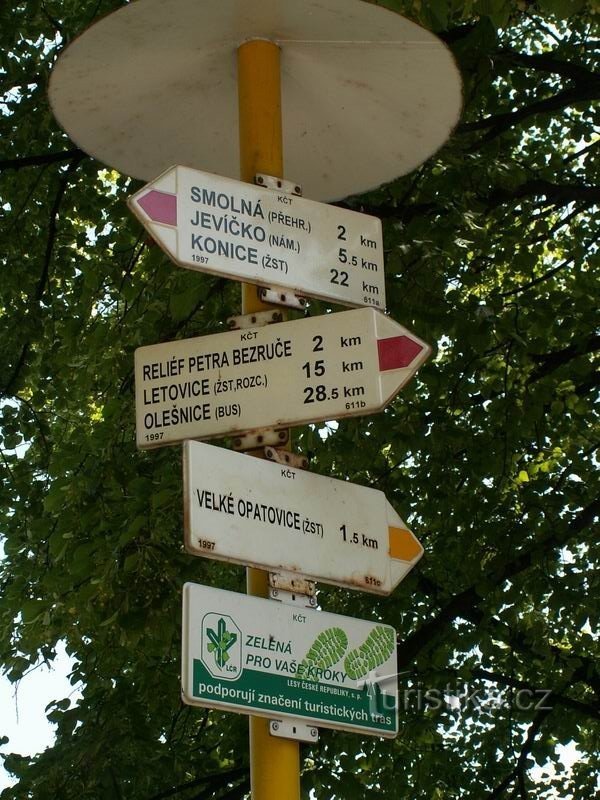 KČT
SMOLNÁ (PŘEHR.) 2 km
JEVÍČKO (NÁM.) 5.5 km
KONICE (ŽST) 22 km
1997 611a
KČT
RELIÉF PETRA BEZRUČE 2 km
LETOVICE (ŽST,ROZC.) 15 km
OLEŠNICE (BUS) 28.5 km
1997 611b
KČT
VELKÉ OPATOVICE (ŽST) 1.5 km
1997 611c
KČT
ZELENÁ
PRO VAŠE KROKY
LČR
LESY ČESKÉ REPUBLIKY, s. p.
podporují značení turistických tras
Turistika.cz